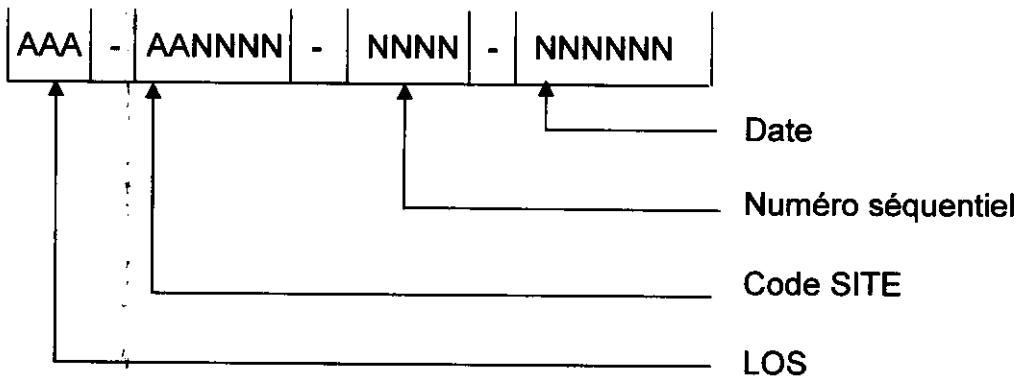 AAA - AANNNN - NNNN - NNNNNN
Date
Numéro séquentiel
Code SITE
LOS